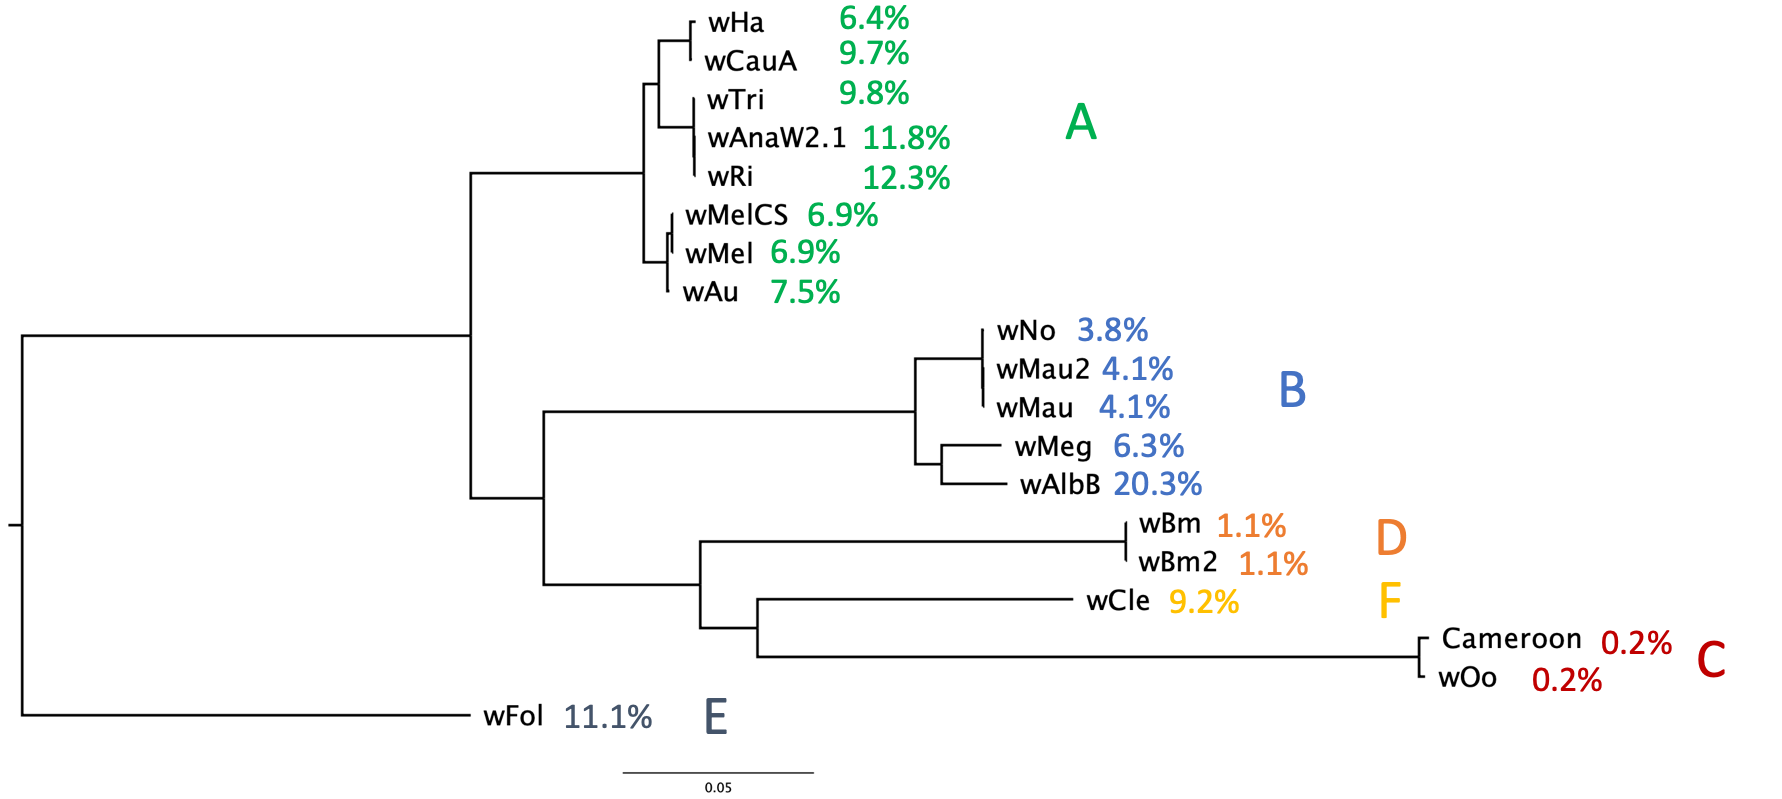 wHa 6.4%
wCauA 9.7%
wTri 9.8%
A
wAnaW2.1 11.8%
wRi 12.3%
wMelCS 6.9%
wMel 6.9%
wAu 7.5%
wNo 3.8%
wMau2 4.1%
B
wMau 4.1%
wMeg 6.3%
wAlbB 20.3%
wBm 1.1%
D
wBm2 1.1%
wCle 9.2% F
Cameroon 0.2%
C
wOo 0.2%
wFol 11.1% E
0.05